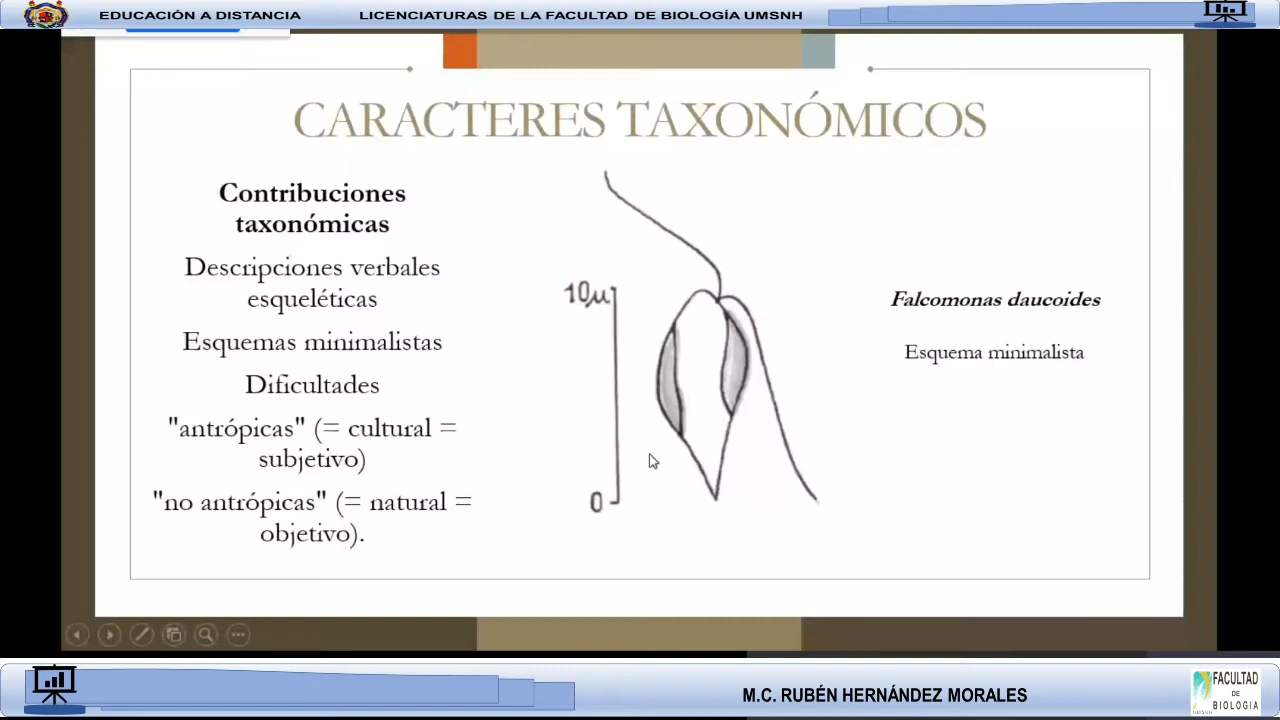 EDUCACIÓN A DISTANCIA
LICENCIATURAS DE LA FACULTAD DE BIOLOGÍA UMSNH
CARACTERES TAXONÓMICOS
Contribuciones
taxonómicas
Descripciones verbales
esqueléticas
Esquemas minimalistas
Dificultades
"antrópicas" (= cultural =
subjetivo)
"no antrópicas" (= natural =
objetivo).
10µ
0
Falcomonas daucoides
Esquema minimalista
M.C. RUBÉN HERNÁNDEZ MORALES
FACULTAD
DE
BIOLOGIA
UMSNH